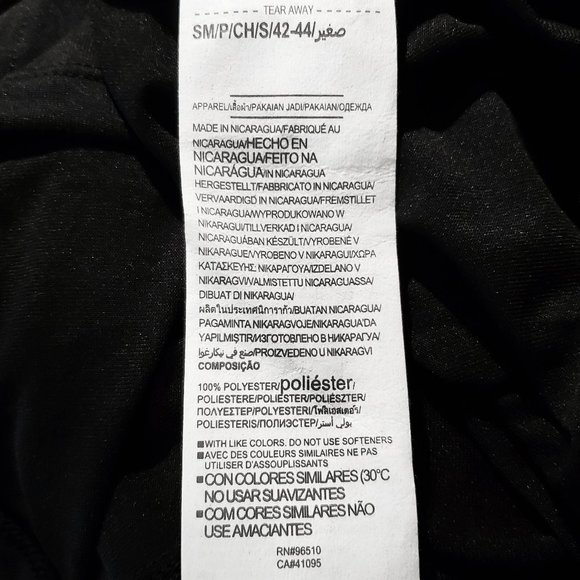 TEAR AWAY
SM/P/CH/S/42-44/صغير
APPAREL/เสื้อผ้า/PAKAIAN JADI/PAKAIAN/ОДЕЖДА
MADE IN NICARAGUA/FABRIQUÉ AU
NICARAGUA/HECHO EN
NICARAGUA/FEITO NA
NICARÁGUA/IN NICARAGUA
HERGESTELLT/FABBRICATO IN NICARAGUA/
VERVAARDIGD IN NICARAGUA/FREMSTILLET
I NICARAGUA/WYPRODUKOWANO W
NIKARAGUI/TILLVERKAD I NICARAGUA/
NICARAGUÁBAN KÉSZÜLT/VYROBENÉ V
NIKARAGUE/VYROBENO V NIKARAGUI/ΧΩΡΑ
ΚΑΤΑΣΚΕΥΗΣ: ΝΙΚΑΡΑΓΟΥΑ/IZDELANO V
NIKARAGVI/VALMISTETTU NICARAGUASSA/
DIBUAT DI NIKARAGUA/
ผลิตในประเทศนิการากัว/BUATAN NICARAGUA/
PAGAMINTA NIKARAGVOJE/NIKARAGUA'DA
YAPILMIŞTIR/ИЗГОТОВЛЕНО В НИКАРАГУА/
صنع في نيكارغوا/PROIZVEDENO U NIKARAGVI
COMPOSIÇÃO
100% POLYESTER/poliéster/
POLIESTERE/POLIESTER/POLIÉSZTER/
ΠΟΛΥΕΣΤΕΡ/POLYESTERI/โพลีเอสเตอร์/
POLIESTERIS/ПОЛИЭСТЕР/بولي أستر
WITH LIKE COLORS. DO NOT USE SOFTENERS
AVEC DES COULEURS SIMILAIRES NE PAS
UTILISER D'ASSOUPLISSANTS
CON COLORES SIMILARES (30°C
NO USAR SUAVIZANTES
COM CORES SIMILARES NÃO
USE AMACIANTES
RN#96510
CA#41095